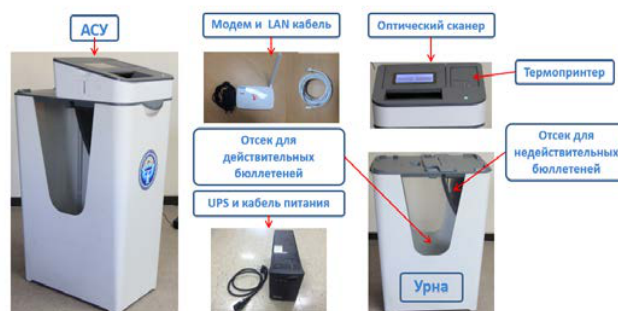 АСУ
Модем и LAN кабель
Оптический сканер
Термопринтер
Отсек для
действительных
бюллетеней
Отсек для
недействительных
бюллетеней
UPS и кабель питания
Урна